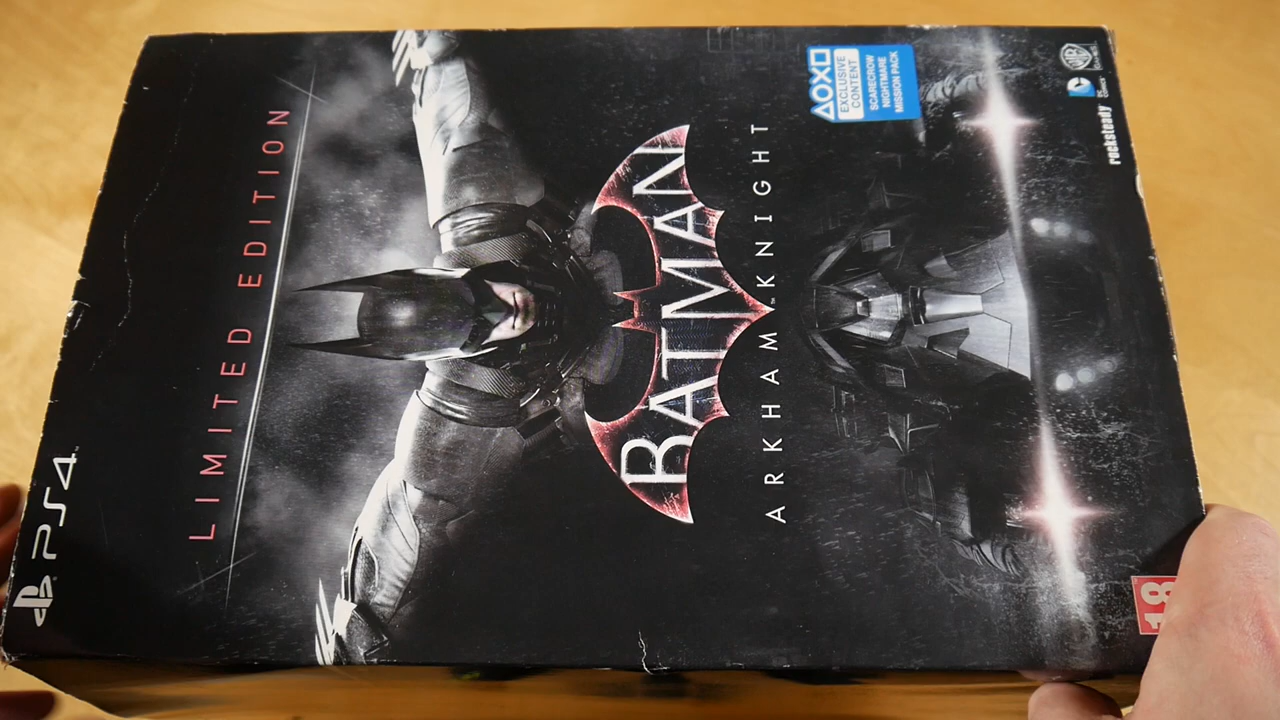 PS4
LIMITED EDITION
BATMAN
ARKHAM KNIGHT
EXCLUSIVE
CONTENT
SCARECROW
NIGHTMARE
MISSION PACK
rocksteady
18